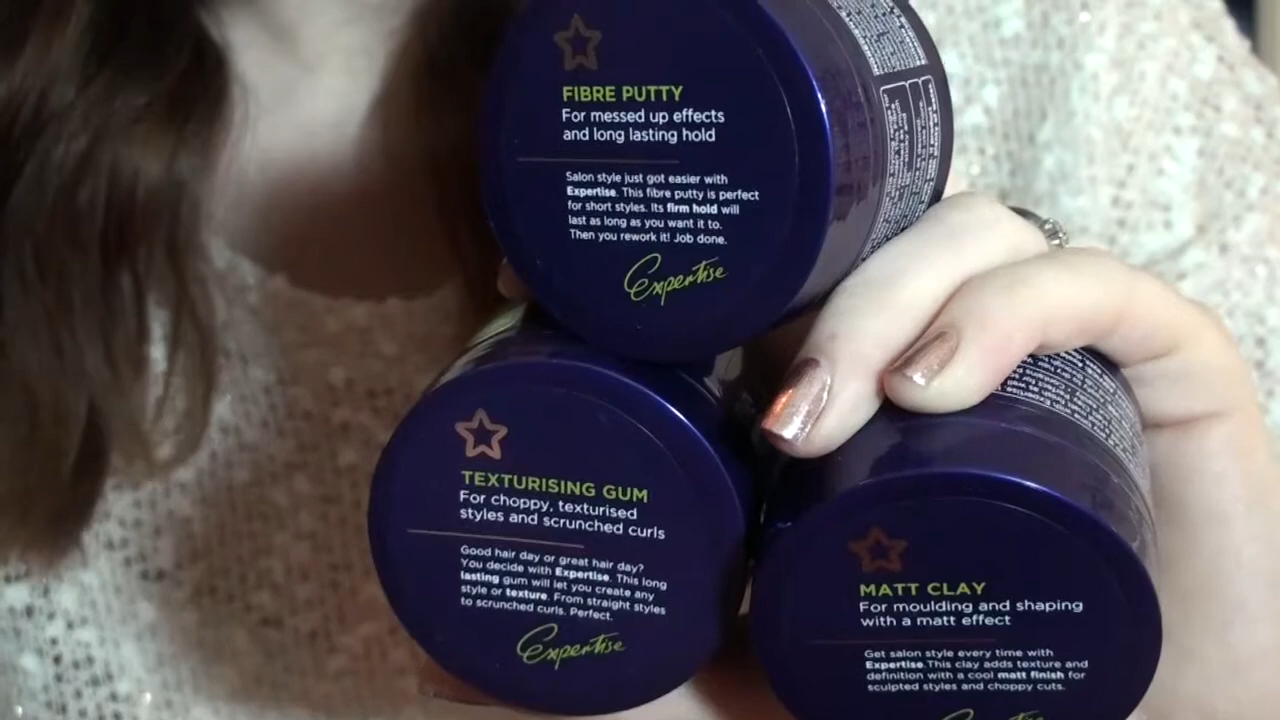 FIBRE PUTTY
For messed up effects
and long lasting hold
Salon style just got easier with
Expertise. This fibre putty is perfect
for short styles. Its firm hold will
last as long as you want it to.
Then you rework it! Job done.
Expertise
TEXTURISING GUM
For choppy, texturised
styles and scrunched curls
Good hair day or great hair day?
You decide with Expertise. This long
lasting gum will let you create any
style or texture. From straight styles
to scrunched curls. Perfect.
Expertise
MATT CLAY
For moulding and shaping
with a matt effect
Get salon style every time with
Expertise.This clay adds texture and
definition with a cool matt finish for
sculpted styles and choppy cuts.
Expertise